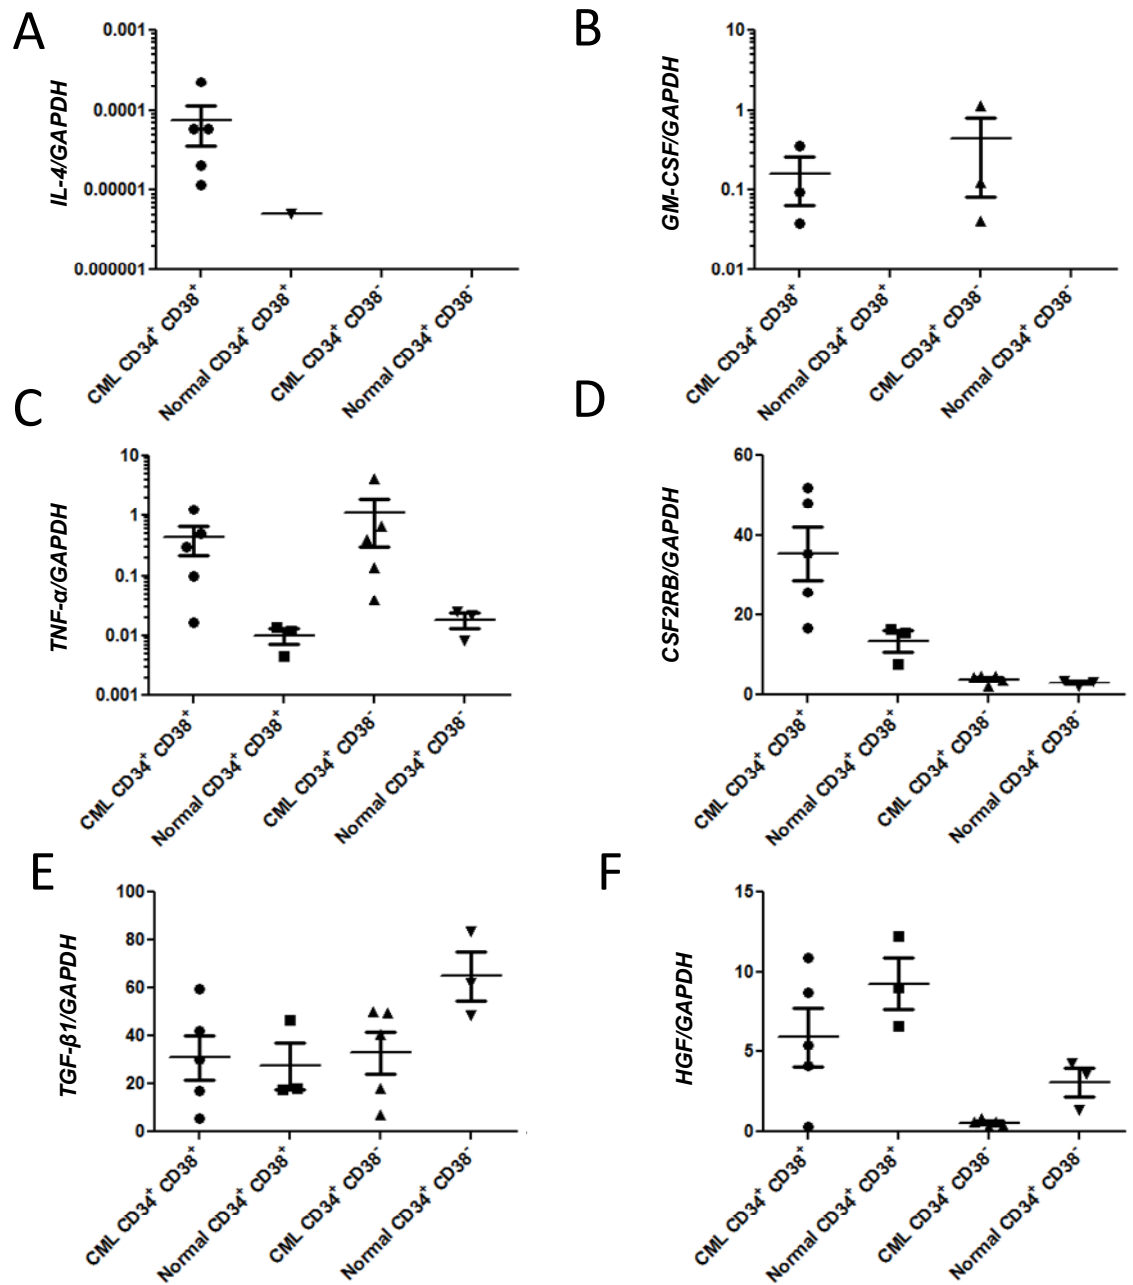 A
IL-4/GAPDH
0.001
0.0001
0.00001
0.000001
CML CD34⁺ CD38⁺
Normal CD34⁺ CD38⁺
CML CD34⁺ CD38⁻
Normal CD34⁺ CD38⁻
B
GM-CSF/GAPDH
10
1
0.1
0.01
CML CD34⁺ CD38⁺
Normal CD34⁺ CD38⁺
CML CD34⁺ CD38⁻
Normal CD34⁺ CD38⁻
C
TNF-α/GAPDH
10
1
0.1
0.01
0.001
CML CD34⁺ CD38⁺
Normal CD34⁺ CD38⁺
CML CD34⁺ CD38⁻
Normal CD34⁺ CD38⁻
D
CSF2RB/GAPDH
60
40
20
0
CML CD34⁺ CD38⁺
Normal CD34⁺ CD38⁺
CML CD34⁺ CD38⁻
Normal CD34⁺ CD38⁻
E
TGF-β1/GAPDH
100
80
60
40
20
0
CML CD34⁺ CD38⁺
Normal CD34⁺ CD38⁺
CML CD34⁺ CD38⁻
Normal CD34⁺ CD38⁻
F
HGF/GAPDH
15
10
5
0
CML CD34⁺ CD38⁺
Normal CD34⁺ CD38⁺
CML CD34⁺ CD38⁻
Normal CD34⁺ CD38⁻